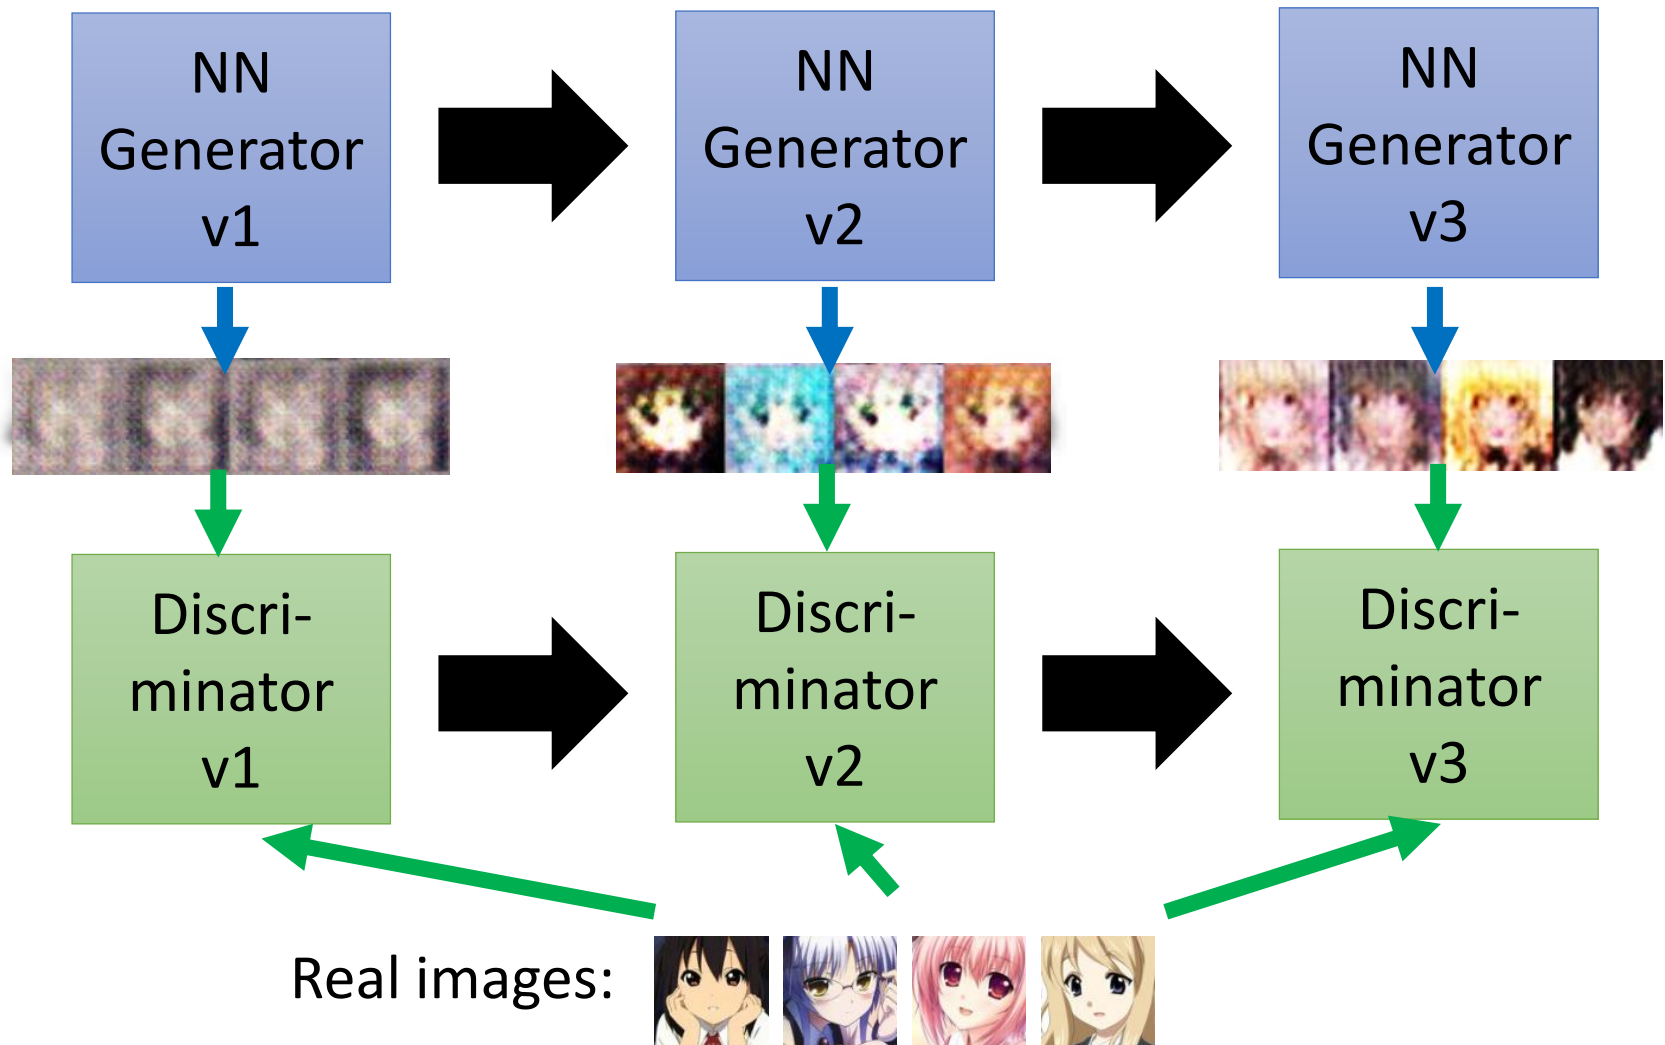 NN
Generator
v1
NN
Generator
v2
NN
Generator
v3
Discri-
minator
v1
Discri-
minator
v2
Discri-
minator
v3
Real images: